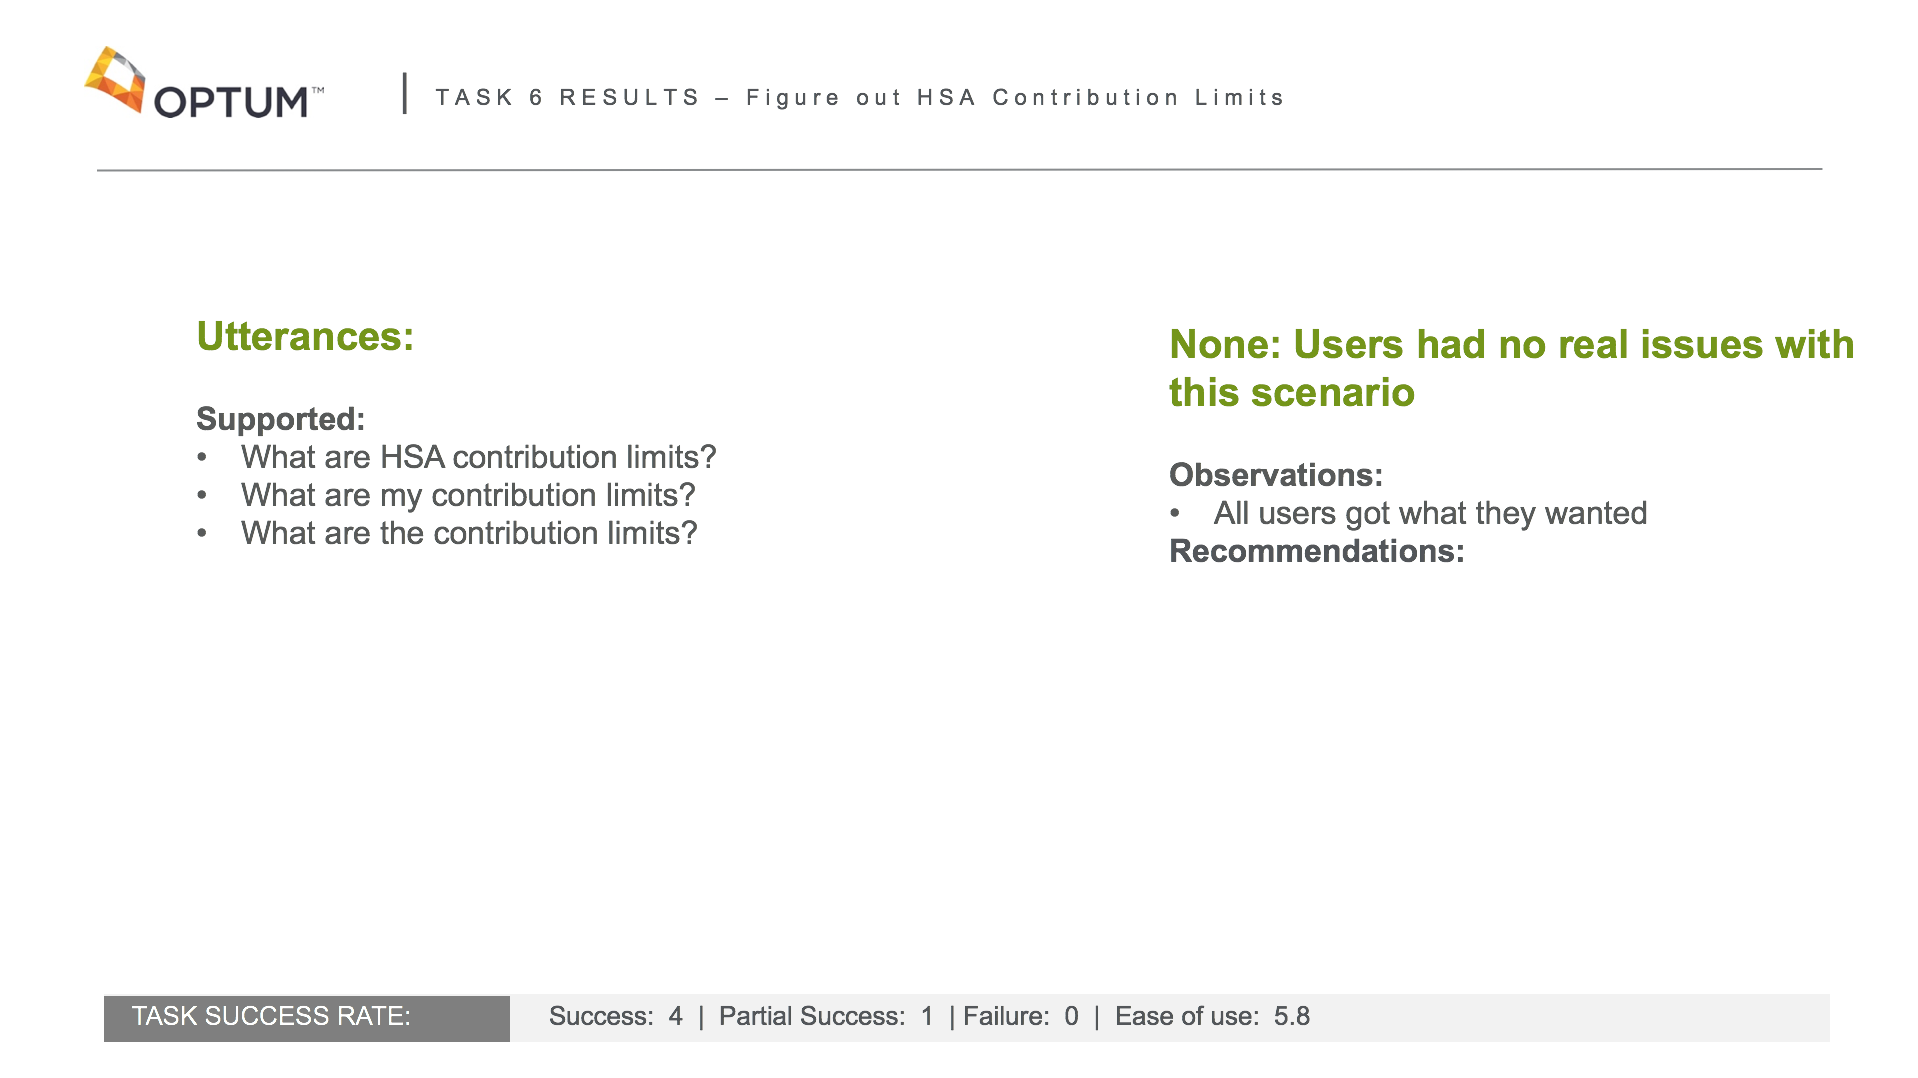 OPTUM™
TASK 6 RESULTS – Figure out HSA Contribution Limits
Utterances:
Supported:
• What are HSA contribution limits?
• What are my contribution limits?
• What are the contribution limits?
None: Users had no real issues with
this scenario
Observations:
• All users got what they wanted
Recommendations:
TASK SUCCESS RATE:
Success: 4 | Partial Success: 1 | Failure: 0 | Ease of use: 5.8